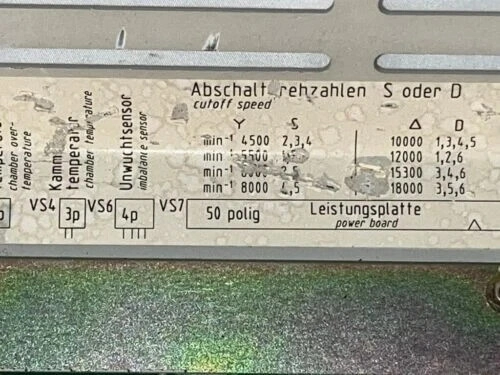 Abschalt rehzahlen S oder D
cutoff speed
Y S Δ D
min⁻¹ 4500 2,3,4 10000 1,3,4,5
min⁻¹ 5500 12000 1,2,6
min⁻¹ 15300 3,4,6
min⁻¹ 8000 4,5 18000 3,5,6
chamber over-
temperature
Kamm
temperatur
chamber temperature
Unwuchtsensor
imbalance sensor
VS4 3p VS6 4p VS7 50 polig Leistungsplatte
power board